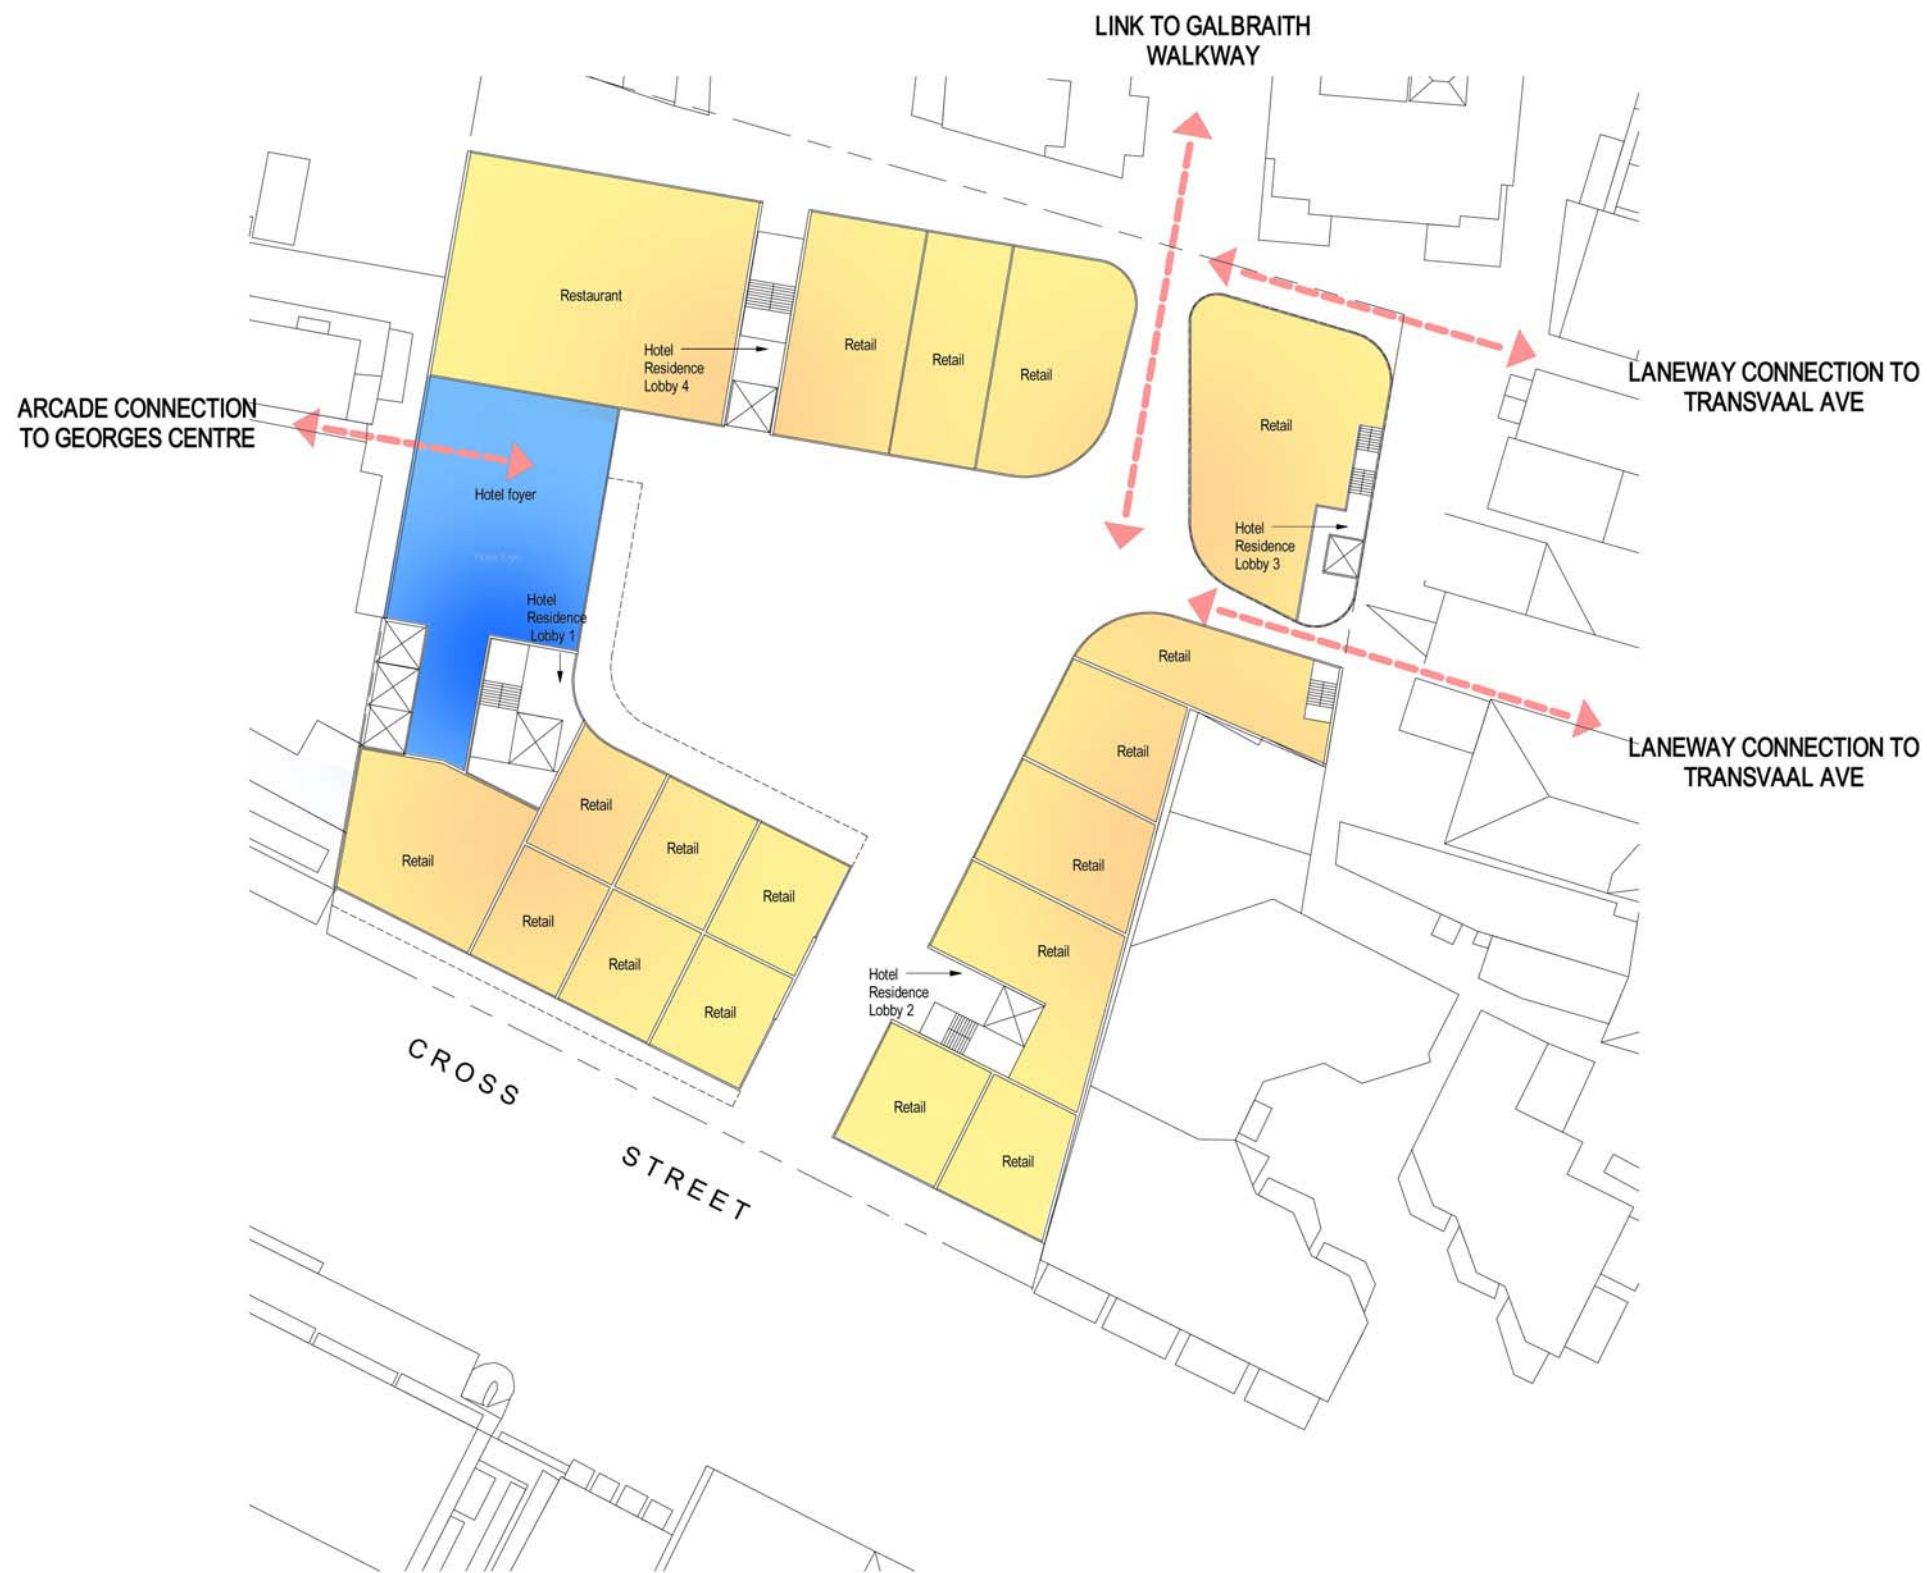 LINK TO GALBRAITH
WALKWAY
Restaurant
Hotel
Residence
Lobby 4
Retail
Retail
Retail
LANEWAY CONNECTION TO
TRANSVAAL AVE
ARCADE CONNECTION
TO GEORGES CENTRE
Retail
Hotel foyer
Hotel
Residence
Lobby 3
Hotel
Residence
Lobby 1
Retail
Retail
LANEWAY CONNECTION TO
TRANSVAAL AVE
Retail
Retail
Retail
Retail
Retail
Retail
Retail
Retail
Retail
Retail
Hotel
Residence
Lobby 2
CROSS
STREET
Retail
Retail